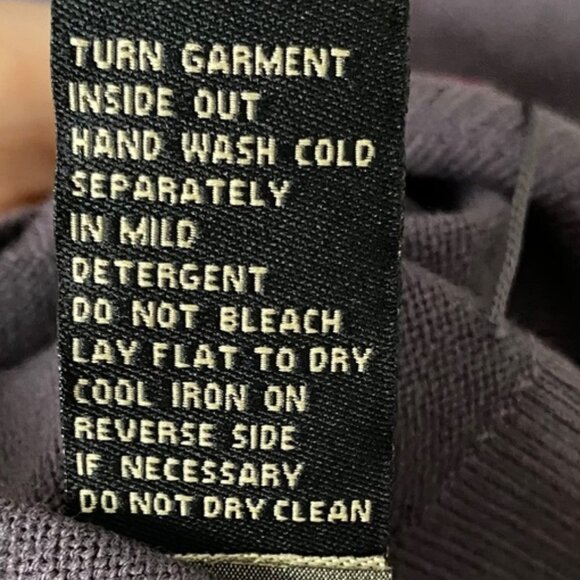 TURN GARMENT
INSIDE OUT
HAND WASH COLD
SEPARATELY
IN MILD
DETERGENT
DO NOT BLEACH
LAY FLAT TO DRY
COOL IRON ON
REVERSE SIDE
IF NECESSARY
DO NOT DRY CLEAN